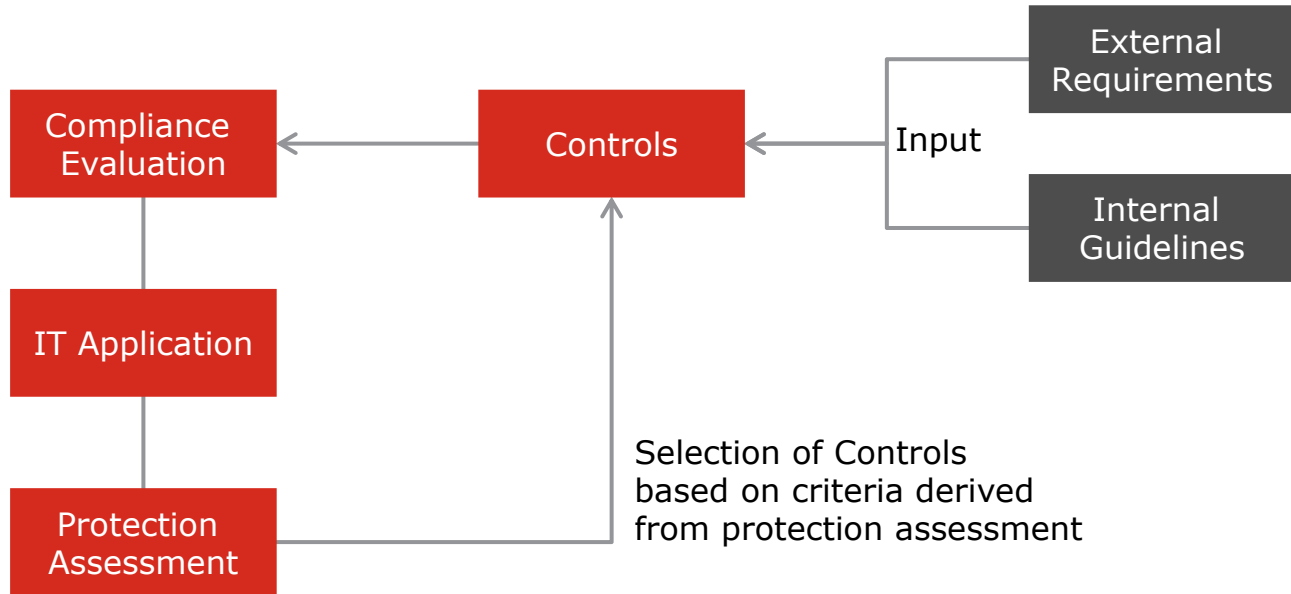 External
Requirements
Compliance
Evaluation
Controls
Input
Internal
Guidelines
IT Application
Selection of Controls
based on criteria derived
from protection assessment
Protection
Assessment